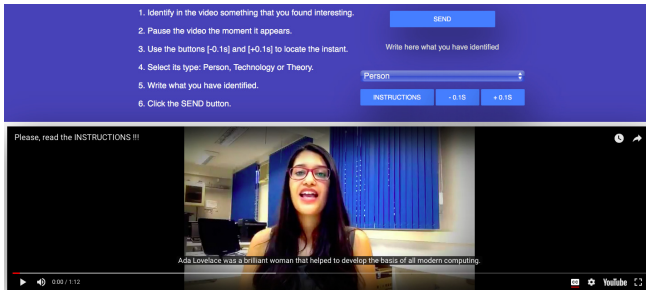 1. Identify in the video something that you found interesting.
2. Pause the video the moment it appears.
3. Use the buttons [-0.1s] and [+0.1s] to locate the instant.
4. Select its type: Person, Technology or Theory.
5. Write what you have identified.
6. Click the SEND button.
SEND
Write here what you have identified
Person
INSTRUCTIONS - 0.1S + 0.1S
Please, read the INSTRUCTIONS !!!
Ada Lovelace was a brilliant woman that helped to develop the basis of all modern computing.
0:00 / 1:12
YouTube